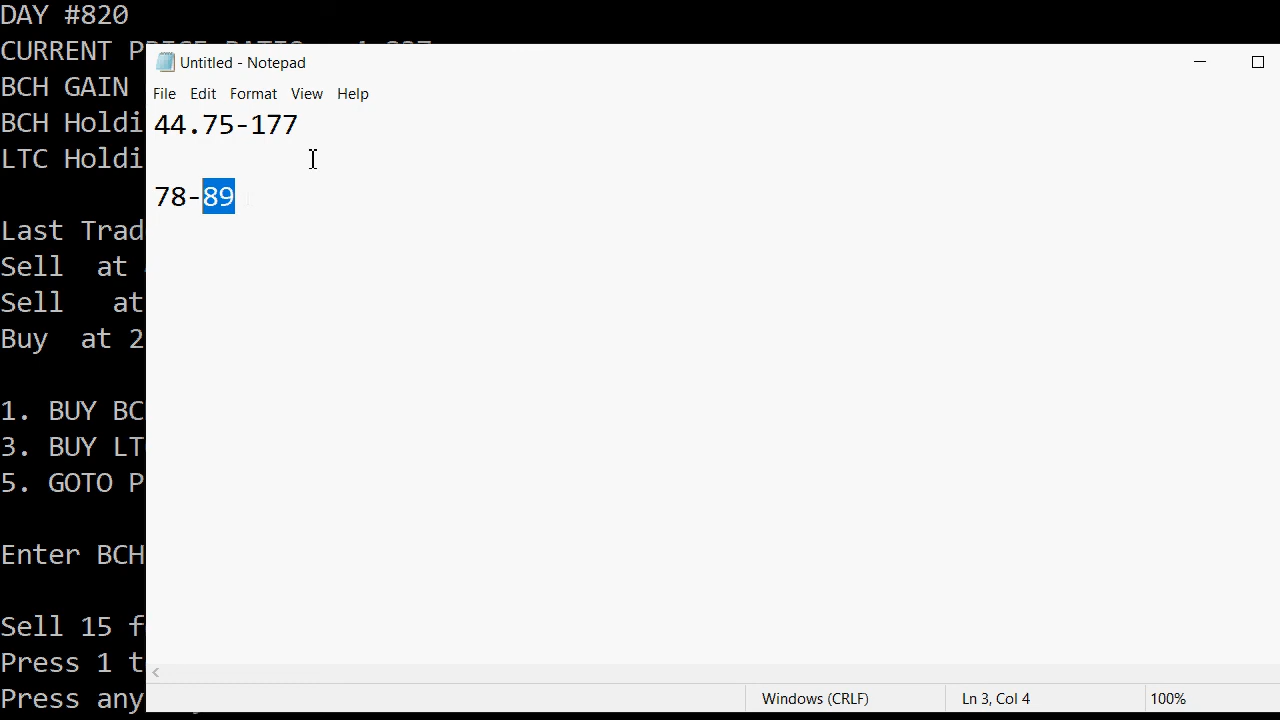 DAY #820
CURRENT P
Untitled - Notepad
BCH GAIN
File Edit Format View Help
BCH Holdi
44.75-177
LTC Holdi
78-89
Last Trad
Sell at
Sell at
Buy at 2
1. BUY BC
3. BUY LT
5. GOTO P
Enter BCH
Sell 15 f
Press 1 t
Press any
Windows (CRLF) Ln 3, Col 4 100%